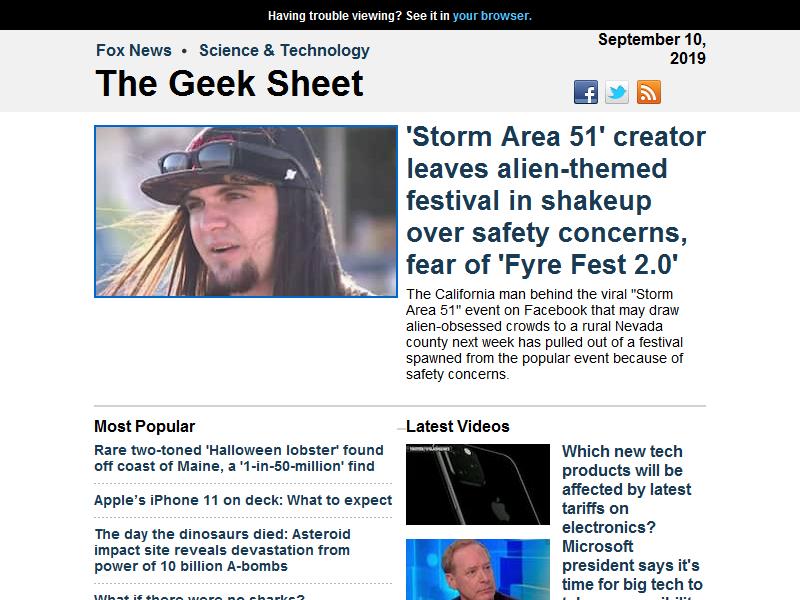 Having trouble viewing? See it in your browser.
Fox News • Science & Technology
The Geek Sheet
September 10,
2019
'Storm Area 51' creator
leaves alien-themed
festival in shakeup
over safety concerns,
fear of 'Fyre Fest 2.0'
The California man behind the viral "Storm
Area 51" event on Facebook that may draw
alien-obsessed crowds to a rural Nevada
county next week has pulled out of a festival
spawned from the popular event because of
safety concerns.
Most Popular
Rare two-toned 'Halloween lobster' found
off coast of Maine, a '1-in-50-million' find
Apple’s iPhone 11 on deck: What to expect
The day the dinosaurs died: Asteroid
impact site reveals devastation from
power of 10 billion A-bombs
What if there were no sharks?
Latest Videos
Which new tech
products will be
affected by latest
tariffs on
electronics?
Microsoft
president says it's
time for big tech to